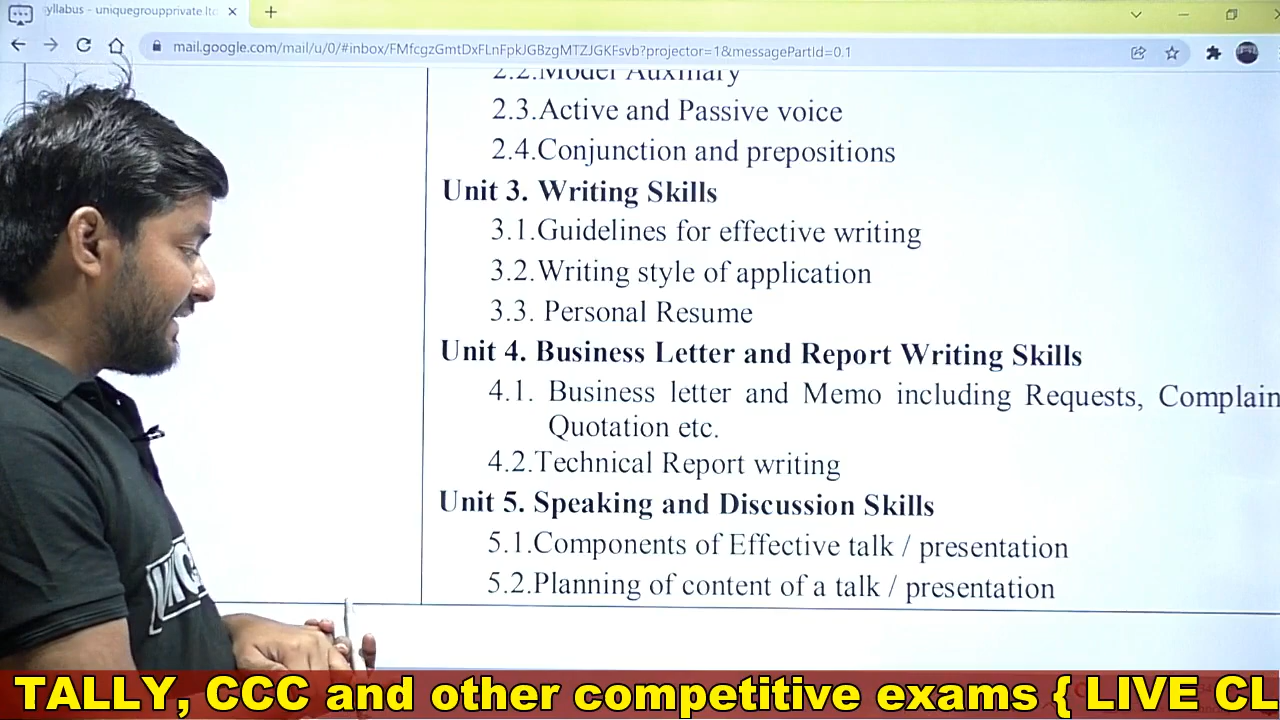 syllabus - uniquegroupprivate ltd
mail.google.com/mail/u/0/#inbox/FMfcgzGmtDxFLnFpkJGBzgMTZJGKFsvb?projector=1&messagePartId=0.1
2.2.Model Auxiliary
2.3.Active and Passive voice
2.4.Conjunction and prepositions
Unit 3. Writing Skills
3.1.Guidelines for effective writing
3.2.Writing style of application
3.3. Personal Resume
Unit 4. Business Letter and Report Writing Skills
4.1. Business letter and Memo including Requests, Complain
Quotation etc.
4.2.Technical Report writing
Unit 5. Speaking and Discussion Skills
5.1.Components of Effective talk / presentation
5.2.Planning of content of a talk / presentation
TALLY, CCC and other competitive exams { LIVE CL